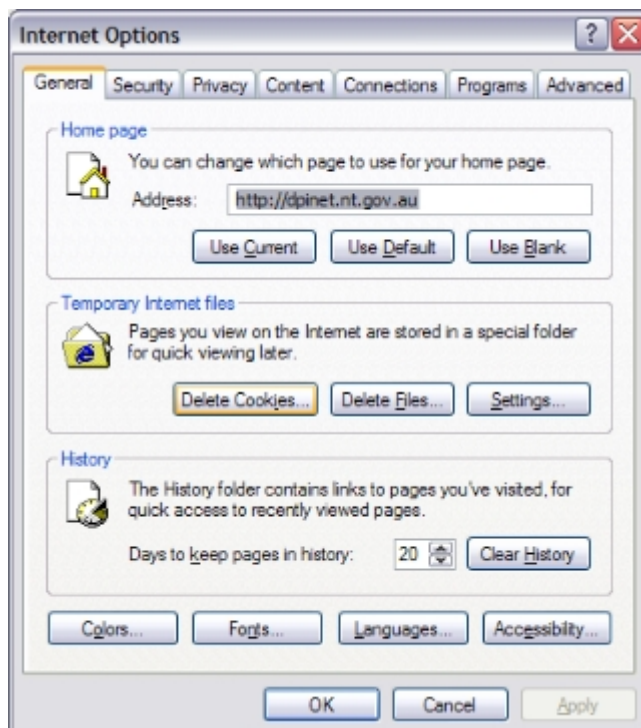 Internet Options
General Security Privacy Content Connections Programs Advanced
Home page
You can change which page to use for your home page.
Address: http://dpinet.nt.gov.au
Use Current Use Default Use Blank
Temporary Internet files
Pages you view on the Internet are stored in a special folder
for quick viewing later.
Delete Cookies... Delete Files... Settings...
History
The History folder contains links to pages you've visited, for
quick access to recently viewed pages.
Days to keep pages in history: 20 Clear History
Colors... Fonts... Languages... Accessibility...
OK Cancel Apply